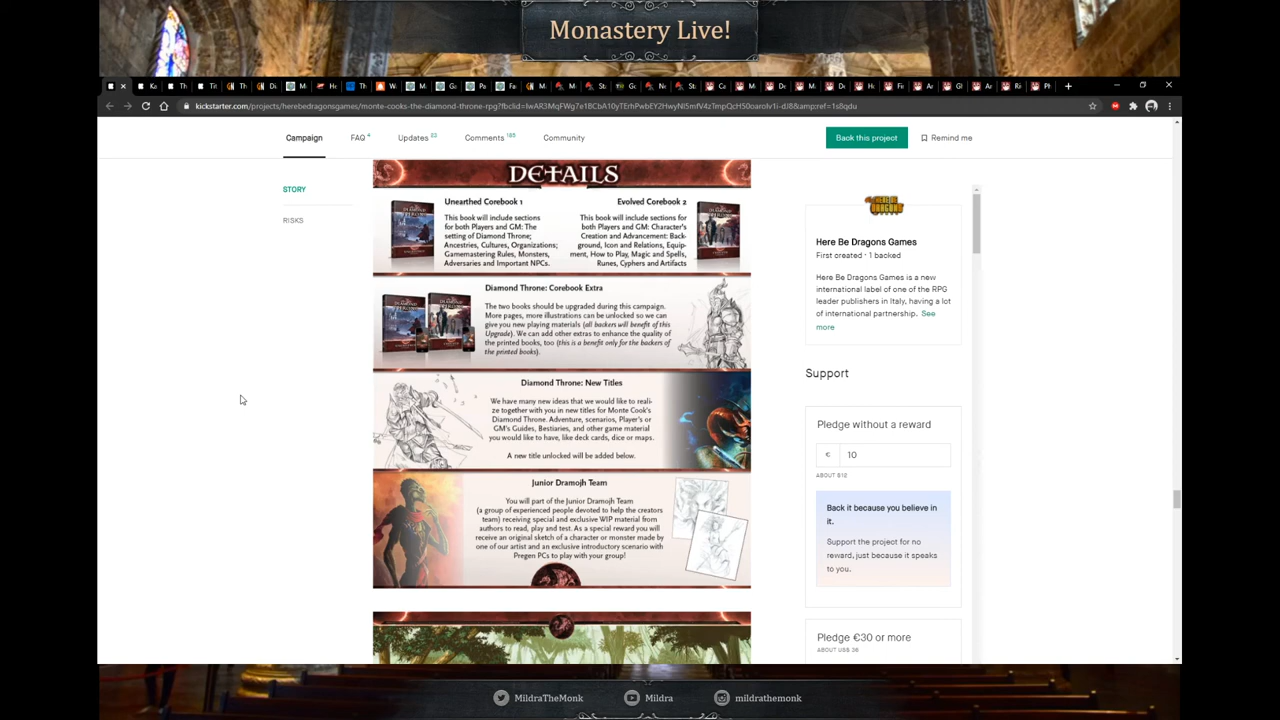 Monastery Live!
kickstarter.com/projects/herebedragonsgames/monte-cooks-the-diamond-throne-rpg?
Campaign
FAQ 4
Updates
Comments 185
Community
Back this project
Remind me
STORY
RISKS
DETAILS
Unearthed Corebook 1
This book will include sections
for both Players and GM: The
setting of Diamond Throne;
Ancestries, Cultures, Organizations;
Gamemastering Rules, Monsters,
Adversaries and Important NPCs.
Evolved Corebook 2
This book will include sections for
both Players and GM: Character's
Creation and Advancement: Back-
ground, Icon and Relations, Equip-
ment, How to Play, Magic and Spells,
Runes, Cyphers and Artifacts
Diamond Throne: Corebook Extra
The two books should be upgraded during this campaign.
More pages, more illustrations can be unlocked so we can
give you new playing materials (all backers will benefit of this
Upgrade). We can add other extras to enhance the quality of
the printed books, too (this is a benefit only for the backers of
the printed books).
Diamond Throne: New Titles
We have many new ideas that we would like to reali-
ze together with you in new titles for Monte Cook's
Diamond Throne. Adventure, scenarios, Player's or
GM's Guides, Bestiaries, and other game material
you would like to have, like deck cards, dice or maps.
A new title unlocked will be added below.
Junior Dramojh Team
You will part of the Junior Dramojh Team
(a group of experienced people devoted to help the creators
team) receiving special and exclusive WIP material from
authors to read, play and test. As a special reward you will
receive an original sketch of a character or monster made by
one of our artist and an exclusive introductory scenario with
Pregen PCs to play with your group!
HERE BE DRAGONS
Here Be Dragons Games
First created · 1 backed
Here Be Dragons Games is a new
international label of one of the RPG
leader publishers in Italy, having a lot
of international partnership. See
more
Support
Pledge without a reward
€ 10
ABOUT $12
Back it because you believe in
it.
Support the project for no
reward, just because it speaks
to you.
Pledge €30 or more
ABOUT US$ 36
MildraTheMonk
Mildra
mildrathemonk